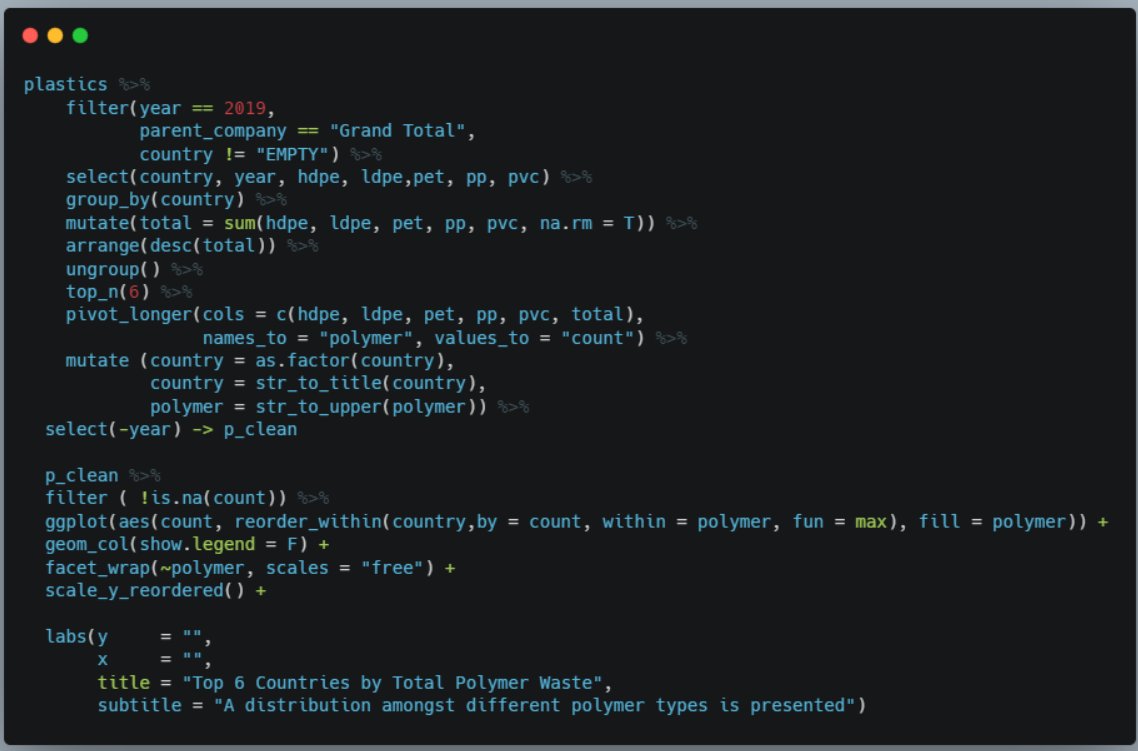 plastics %>%
    filter(year == 2019,
           parent_company == "Grand Total",
           country != "EMPTY") %>%
    select(country, year, hdpe, ldpe,pet, pp, pvc) %>%
    group_by(country) %>%
    mutate(total = sum(hdpe, ldpe, pet, pp, pvc, na.rm = T)) %>%
    arrange(desc(total)) %>%
    ungroup() %>%
    top_n(6) %>%
    pivot_longer(cols = c(hdpe, ldpe, pet, pp, pvc, total),
                 names_to = "polymer", values_to = "count") %>%
    mutate (country = as.factor(country),
            country = str_to_title(country),
            polymer = str_to_upper(polymer)) %>%
  select(-year) -> p_clean

  p_clean %>%
  filter ( !is.na(count)) %>%
  ggplot(aes(count, reorder_within(country,by = count, within = polymer, fun = max), fill = polymer)) +
  geom_col(show.legend = F) +
  facet_wrap(~polymer, scales = "free") +
  scale_y_reordered() +

  labs(y     = "",
       x     = "",
       title = "Top 6 Countries by Total Polymer Waste",
       subtitle = "A distribution amongst different polymer types is presented")